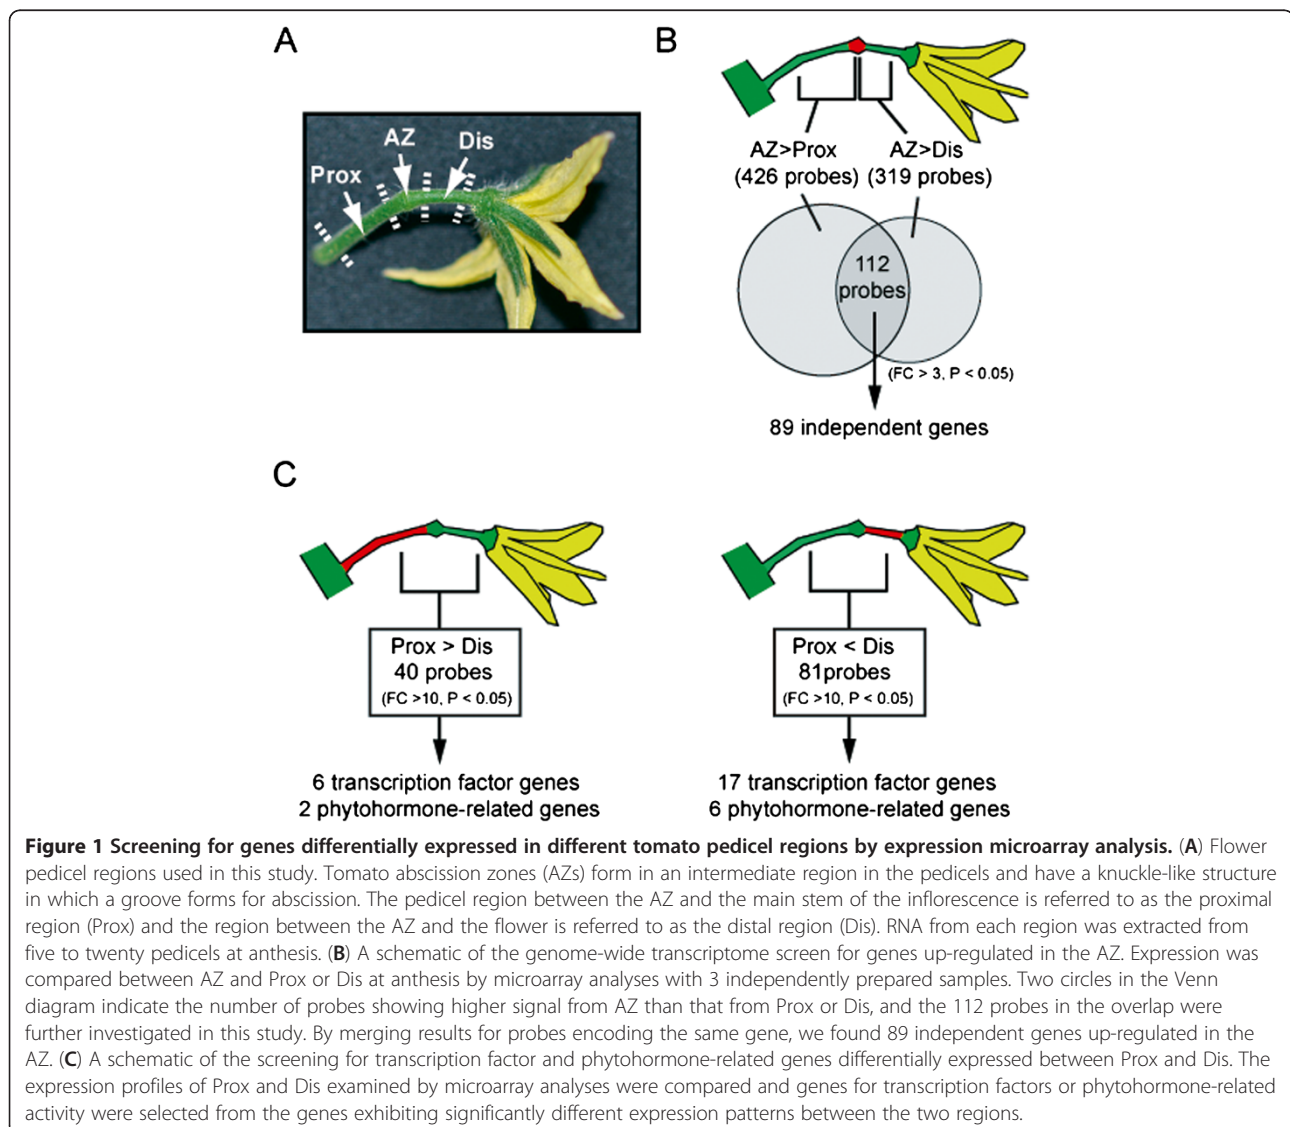 A
AZ
Dis
Prox
B
AZ>Prox
(426 probes)
AZ>Dis
(319 probes)
112
probes
(FC > 3, P < 0.05)
89 independent genes
C
Prox > Dis
40 probes
(FC >10, P < 0.05)
6 transcription factor genes
2 phytohormone-related genes
Prox < Dis
81probes
(FC >10, P < 0.05)
17 transcription factor genes
6 phytohormone-related genes
Figure 1 Screening for genes differentially expressed in different tomato pedicel regions by expression microarray analysis. (A) Flower
pedicel regions used in this study. Tomato abscission zones (AZs) form in an intermediate region in the pedicels and have a knuckle-like structure
in which a groove forms for abscission. The pedicel region between the AZ and the main stem of the inflorescence is referred to as the proximal
region (Prox) and the region between the AZ and the flower is referred to as the distal region (Dis). RNA from each region was extracted from
five to twenty pedicels at anthesis. (B) A schematic of the genome-wide transcriptome screen for genes up-regulated in the AZ. Expression was
compared between AZ and Prox or Dis at anthesis by microarray analyses with 3 independently prepared samples. Two circles in the Venn
diagram indicate the number of probes showing higher signal from AZ than that from Prox or Dis, and the 112 probes in the overlap were
further investigated in this study. By merging results for probes encoding the same gene, we found 89 independent genes up-regulated in the
AZ. (C) A schematic of the screening for transcription factor and phytohormone-related genes differentially expressed between Prox and Dis. The
expression profiles of Prox and Dis examined by microarray analyses were compared and genes for transcription factors or phytohormone-related
activity were selected from the genes exhibiting significantly different expression patterns between the two regions.